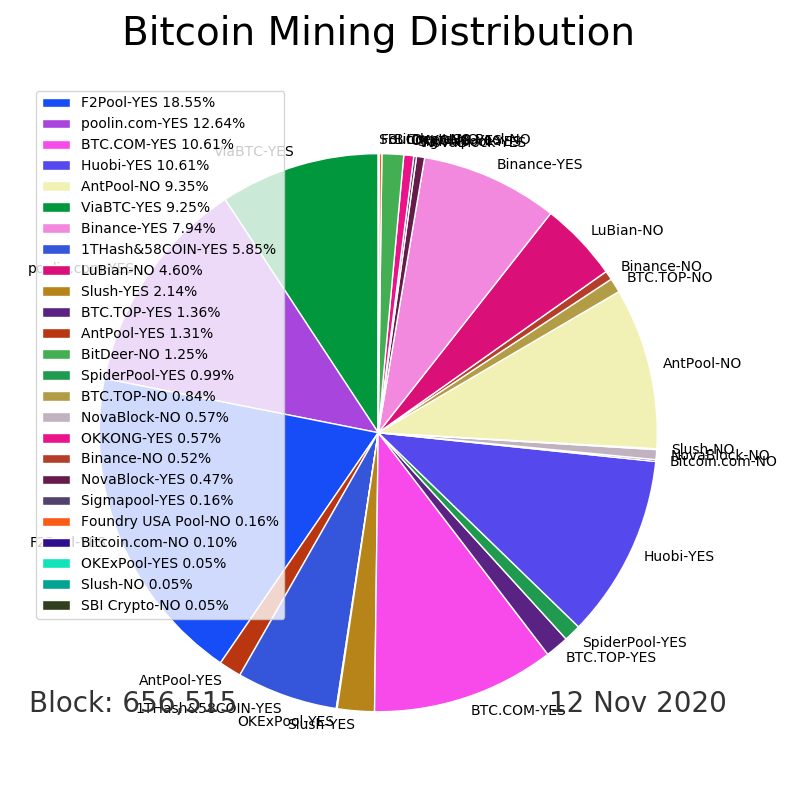 Bitcoin Mining Distribution
F2Pool-YES 18.55%
poolin.com-YES 12.64%
BTC.COM-YES 10.61%
Huobi-YES 10.61%
AntPool-NO 9.35%
ViaBTC-YES 9.25%
Binance-YES 7.94%
1THash&58COIN-YES 5.85%
LuBian-NO 4.60%
Slush-YES 2.14%
BTC.TOP-YES 1.36%
AntPool-YES 1.31%
BitDeer-NO 1.25%
SpiderPool-YES 0.99%
BTC.TOP-NO 0.84%
NovaBlock-NO 0.57%
OKKONG-YES 0.57%
Binance-NO 0.52%
NovaBlock-YES 0.47%
Sigmapool-YES 0.16%
Foundry USA Pool-NO 0.16%
Bitcoin.com-NO 0.10%
OKExPool-YES 0.05%
Slush-NO 0.05%
SBI Crypto-NO 0.05%
ViaBTC-YES
NovaBlock-YES
Binance-YES
LuBian-NO
Binance-NO
BTC.TOP-NO
AntPool-NO
Slush-NO
NovaBlock-NO
Bitcoin.com-NO
Huobi-YES
SpiderPool-YES
BTC.TOP-YES
BTC.COM-YES
Slush-YES
OKExPool-YES
1THash&58COIN-YES
AntPool-YES
Block: 656,515
12 Nov 2020